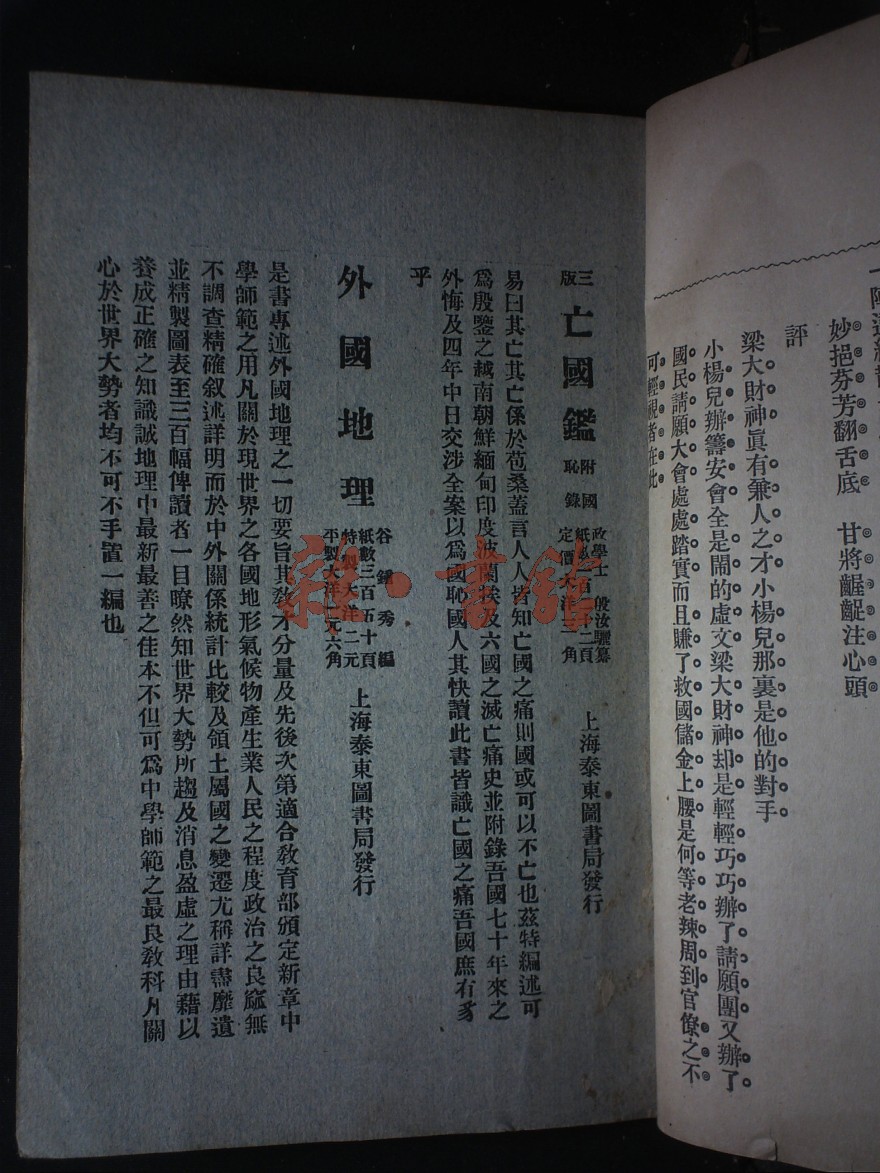 妙挹芬芳翻舌底　甘將齷齪注心頭
評
梁大財神眞有兼人之才小楊兒那裏是他的對手
小楊兒辦籌安會全是鬧的虛文梁大財神却是輕輕巧巧辦了請願團又辦了
國民請願大會處處踏實而且賺了救國儲金上腰是何等老辣周到官僚之不
可輕視者在此
三版
亡國鑑
附國恥錄
政學士　殷汝驪纂
定價大洋二角
上海泰東圖書局發行
易曰其亡其亡係於苞桑蓋言人人皆知亡國之痛則國或可以不亡也茲特編述可
爲殷鑒之越南朝鮮緬甸印度波蘭埃及六國之滅亡痛史並附錄吾國七十年來之
外悔及四年中日交涉全案以爲國恥國人其快讀此書皆識亡國之痛吾國庶有豸
乎
外國地理
谷鍾秀編
紙數三百五十頁
特製大洋二元
平製大洋一元六角
上海泰東圖書局發行
是書專述外國地理之一切要旨其教才分量及先後次第適合教育部頒定新章中
學師範之用凡關於現世界之各國地形氣候物產生業人民之程度政治之良窳無
不調查精確叙述詳明而於中外關係統計比較及領土屬國之變遷尤稱詳盡靡遺
並精製圖表至三百幅俾讀者一目瞭然知世界大勢所趨及消息盈虛之理由藉以
養成正確之知識誠地理中最新最善之佳本不但可爲中學師範之最良教科凡關
心於世界大勢者均不可不手置一編也
雜·書館